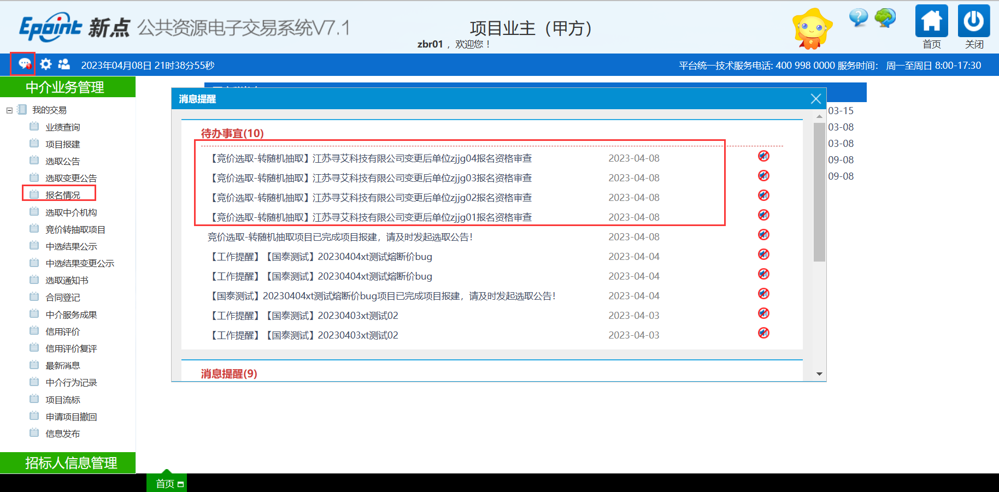 Epoint 新点 公共资源电子交易系统V7.1
项目业主（甲方）
zbr01 ，欢迎您！
首页
关闭
2023年04月08日 21时38分55秒
平台统一技术服务电话: 400 998 0000 服务时间： 周一至周日 8:00-17:30
中介业务管理
我的交易
业绩查询
项目报建
选取公告
选取变更公告
报名情况
选取中介机构
竞价转抽取项目
中选结果公示
中选结果变更公示
选取通知书
合同登记
中介服务成果
信用评价
信用评价复评
最新消息
中介行为记录
项目流标
申请项目撤回
信息发布
招标人信息管理
消息提醒
待办事宜(10)
【竞价选取-转随机抽取】江苏寻艾科技有限公司变更后单位zjjg04报名资格审查 2023-04-08
【竞价选取-转随机抽取】江苏寻艾科技有限公司变更后单位zjjg03报名资格审查 2023-04-08
【竞价选取-转随机抽取】江苏寻艾科技有限公司变更后单位zjjg02报名资格审查 2023-04-08
【竞价选取-转随机抽取】江苏寻艾科技有限公司变更后单位zjjg01报名资格审查 2023-04-08
竞价选取-转随机抽取项目已完成项目报建，请及时发起选取公告！ 2023-04-08
【工作提醒】【国泰测试】20230404xt测试熔断价bug 2023-04-04
【工作提醒】【国泰测试】20230404xt测试熔断价bug 2023-04-04
【国泰测试】20230404xt测试熔断价bug项目已完成项目报建，请及时发起选取公告！ 2023-04-04
【工作提醒】【国泰测试】20230403xt测试02 2023-04-03
【工作提醒】【国泰测试】20230403xt测试02 2023-04-03
消息提醒(9)
03-15
03-08
03-08
09-08
09-08
首页